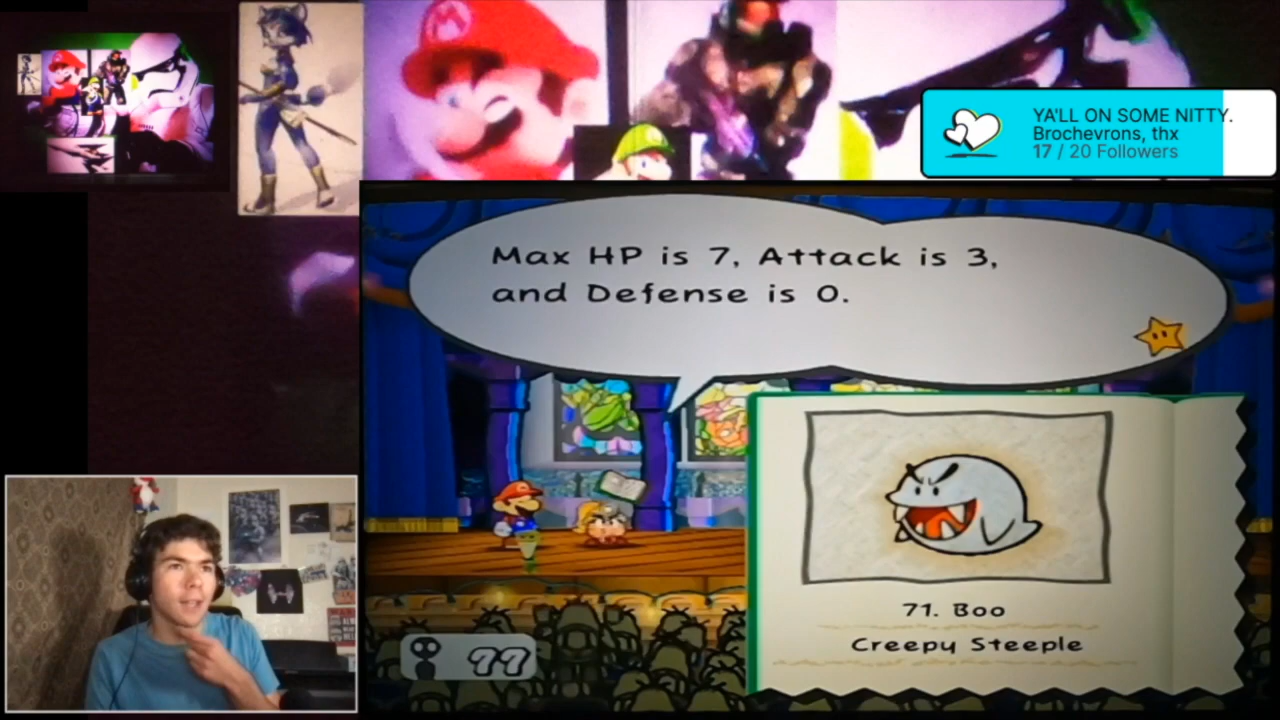 YA'LL ON SOME NITTY.
Brochevrons, thx
17 / 20 Followers
Max HP is 7, Attack is 3,
and Defense is 0.
71. Boo
Creepy Steeple
77